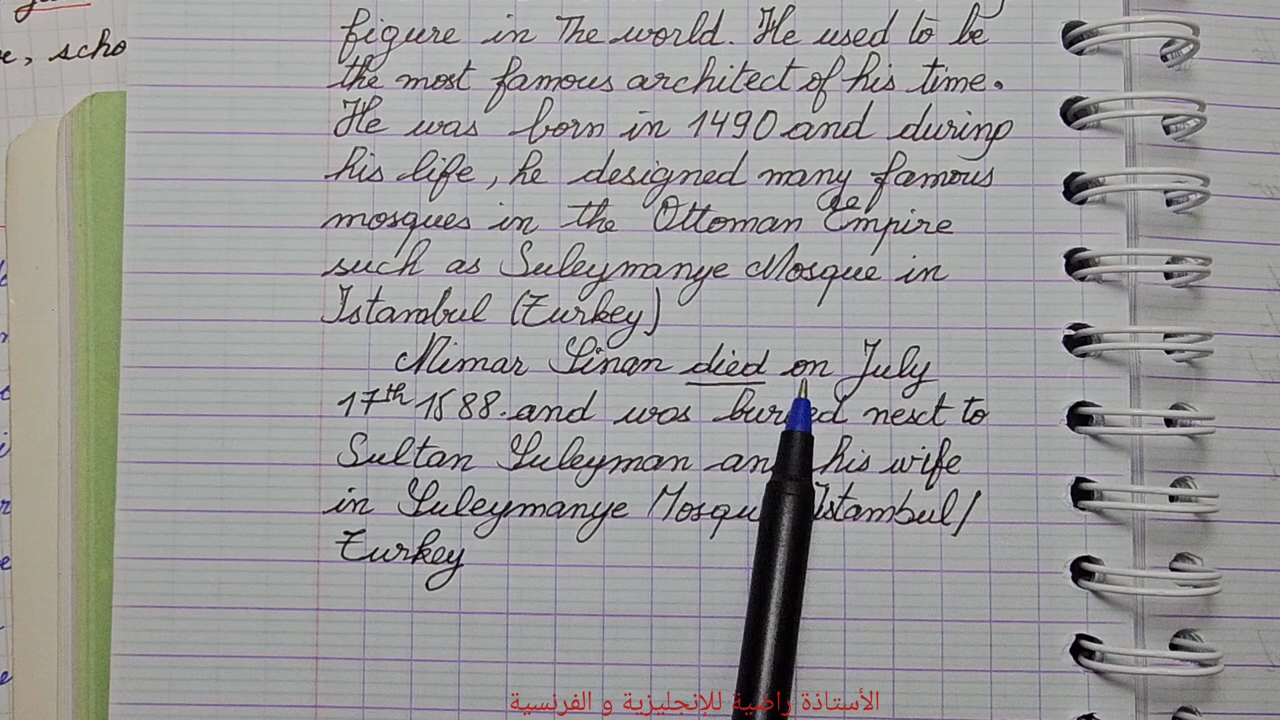 e, scho
figure in The world. He used to be
the most famous architect of his time.
He was born in 1490 and during
his life, he designed many famous
mosques in the Ottoman Empire
such as Suleymanye Mosque in
Istambul (Turkey)
Mimar Sinan died on July
17th 1588. and was buried next to
Sultan Suleyman and his wife
in Suleymanye Mosque Istambul/
Turkey
الأستاذة راضية للإنجليزية و الفرنسية